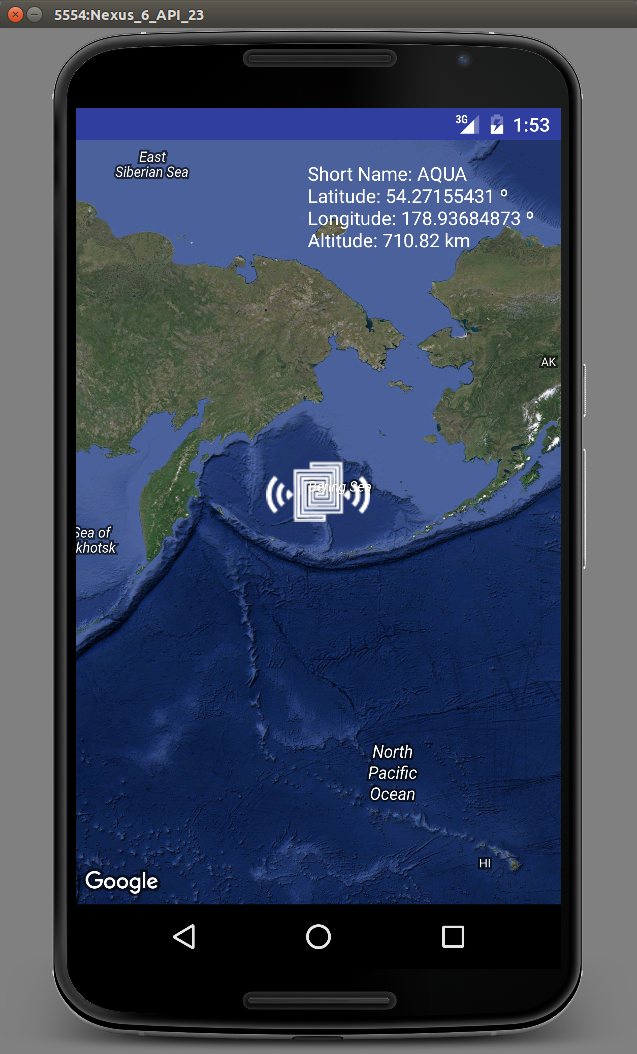 5554:Nexus_6_API_23
3G
1:53
East
Siberian Sea
Short Name: AQUA
Latitude: 54.27155431 º
Longitude: 178.93684873 º
Altitude: 710.82 km
AK
Bering Sea
Sea of
khotsk
North
Pacific
Ocean
HI
Google